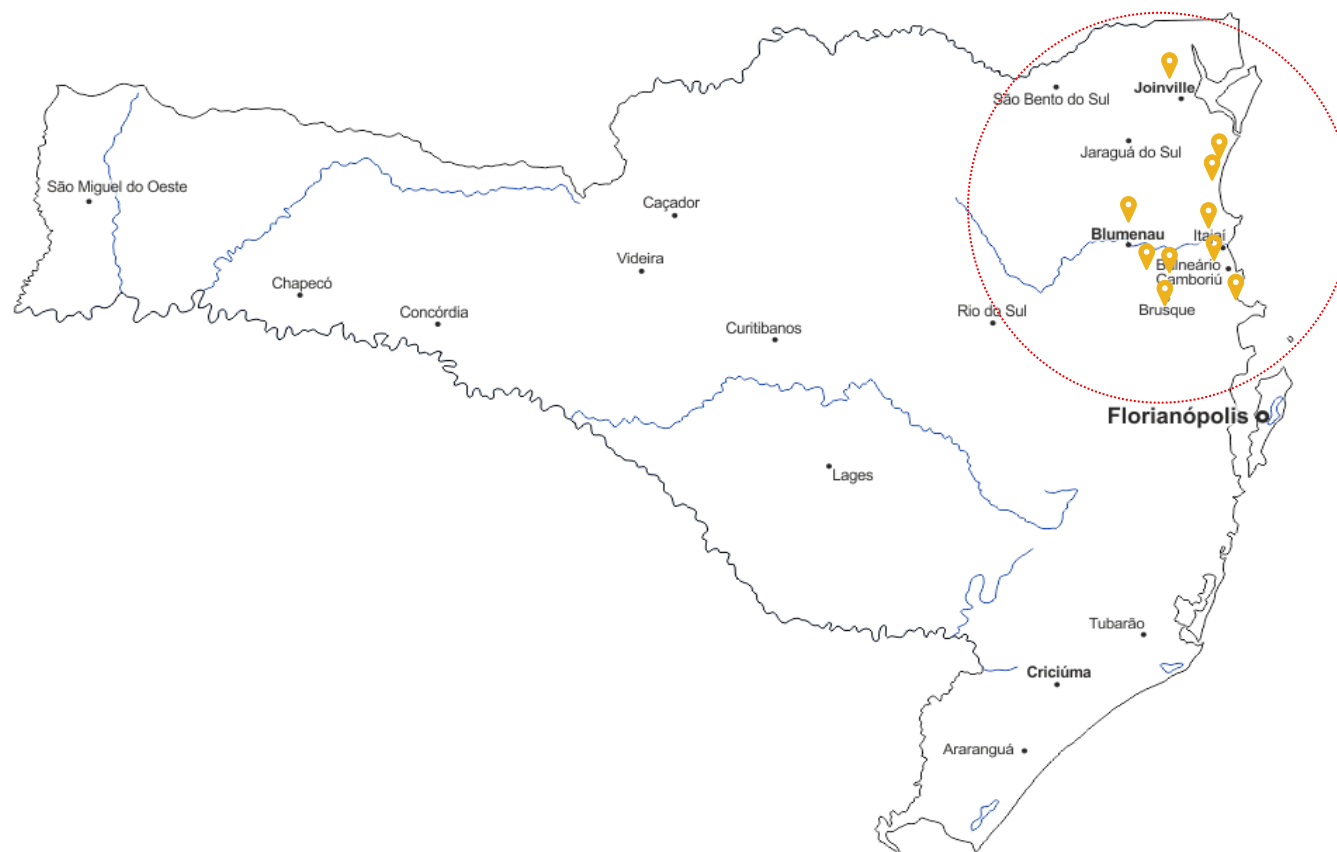 Joinville
São Bento do Sul
Jaraguá do Sul
São Miguel do Oeste
Caçador
Blumenau
Itajaí
Videira
Balneário
Camboriú
Chapecó
Concórdia
Rio do Sul
Brusque
Curitibanos
Florianópolis
Lages
Tubarão
Criciúma
Araranguá